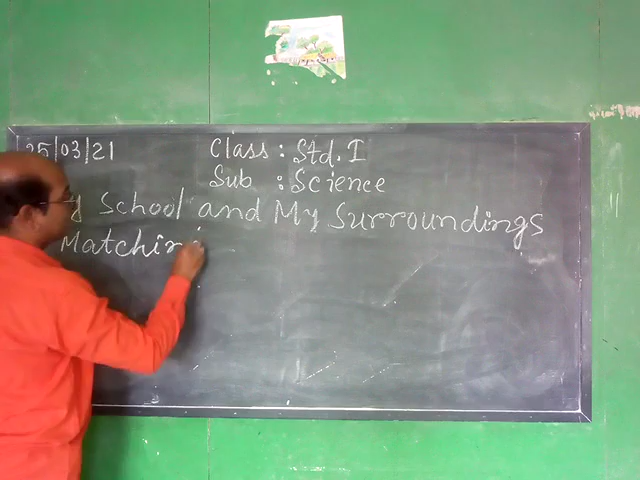 25/03/21
Class : Std. I
Sub : Science
y School and My Surroundings
Matchin